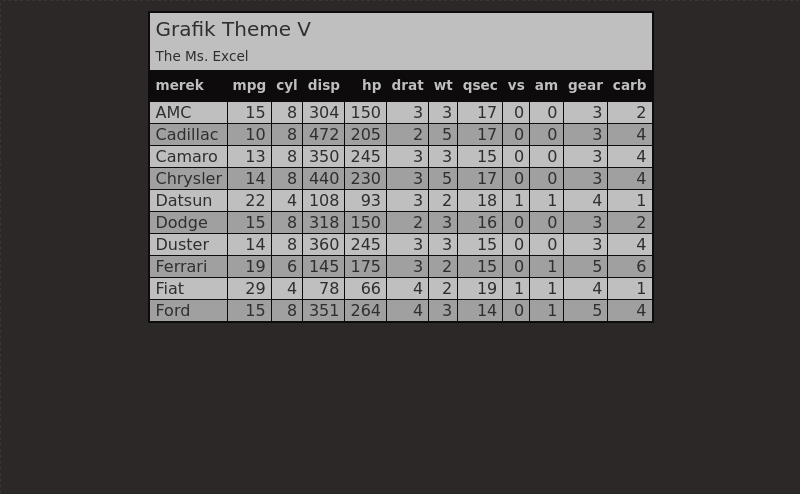 Grafik Theme V
The Ms. Excel
merek mpg cyl disp hp drat wt qsec vs am gear carb
AMC 15 8 304 150 3 3 17 0 0 3 2
Cadillac 10 8 472 205 2 5 17 0 0 3 4
Camaro 13 8 350 245 3 3 15 0 0 3 4
Chrysler 14 8 440 230 3 5 17 0 0 3 4
Datsun 22 4 108 93 3 2 18 1 1 4 1
Dodge 15 8 318 150 2 3 16 0 0 3 2
Duster 14 8 360 245 3 3 15 0 0 3 4
Ferrari 19 6 145 175 3 2 15 0 1 5 6
Fiat 29 4 78 66 4 2 19 1 1 4 1
Ford 15 8 351 264 4 3 14 0 1 5 4